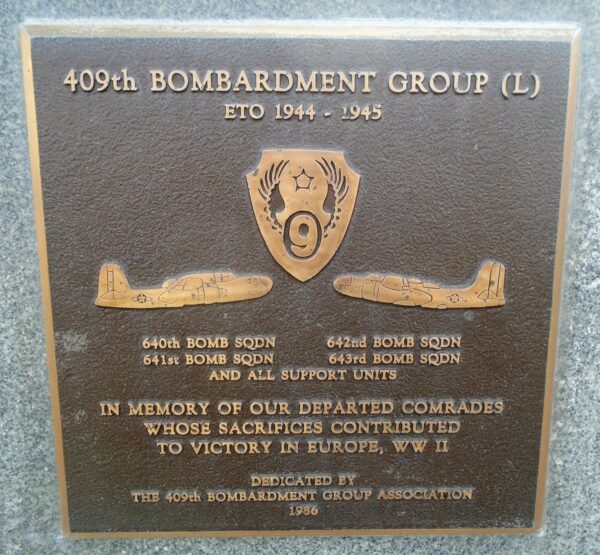 409th BOMBARDMENT GROUP (L)
ETO 1944 - 1945
9
640th BOMB SQDN 642nd BOMB SQDN
641st BOMB SQDN 643rd BOMB SQDN
AND ALL SUPPORT UNITS
IN MEMORY OF OUR DEPARTED COMRADES
WHOSE SACRIFICES CONTRIBUTED
TO VICTORY IN EUROPE, WW II
DEDICATED BY
THE 409th BOMBARDMENT GROUP ASSOCIATION
1986